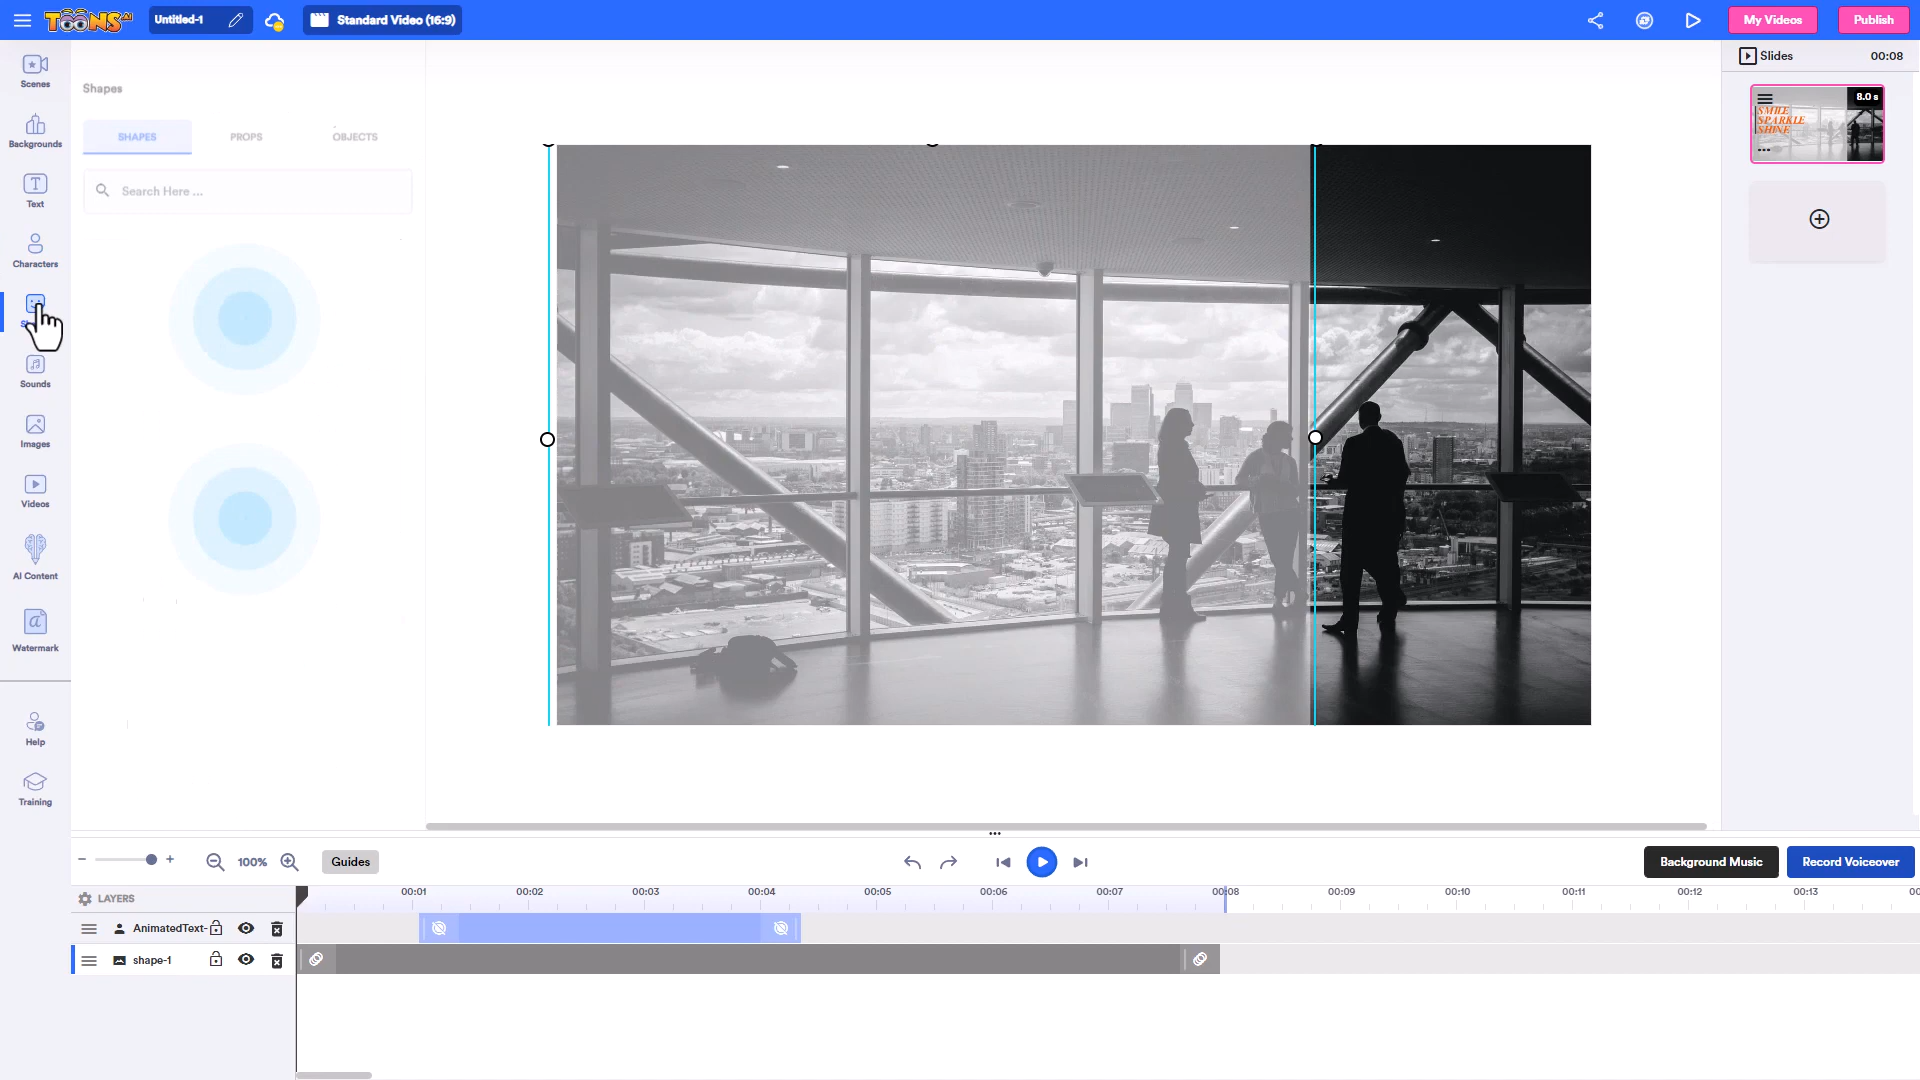 TOONS AI
Untitled-1
Standard Video (16:9)
My Videos
Publish
Scenes
Backgrounds
Text
Characters
Sounds
Images
Videos
AI Content
Watermark
Help
Training
Shapes
SHAPES
PROPS
OBJECTS
Search Here ...
Slides
00:08
8.0 s
SMILE
SPARKLE
SHINE
100%
Guides
Background Music
Record Voiceover
LAYERS
00:01
00:02
00:03
00:04
00:05
00:06
00:07
00:08
00:09
00:10
00:11
00:12
00:13
AnimatedText-
shape-1